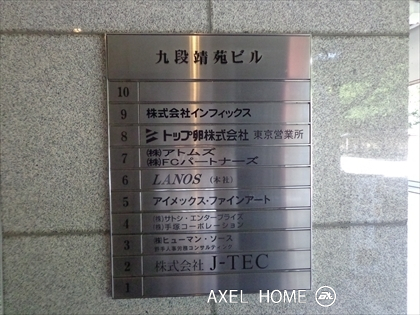 九段靖苑ビル
10
9 株式会社インフィックス
8 トップ卵株式会社 東京営業所
7 (株)アトムズ
(株)FCパートナーズ
6 LANOS (本社)
5 アイメックス・ファインアート
4 (有)サトシ・エンタープライズ
(有)手塚コーポレーション
3 (有)ヒューマン・ソース
2 株式会社 J-TEC
1
AXEL HOME